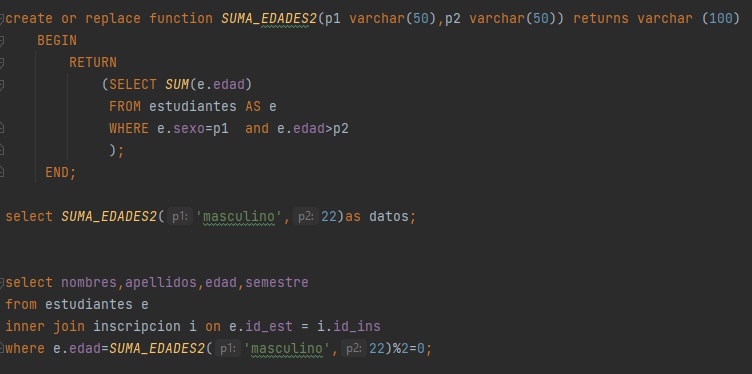 create or replace function SUMA_EDADES2(p1 varchar(50),p2 varchar(50)) returns varchar (100)
BEGIN
RETURN
(SELECT SUM(e.edad)
FROM estudiantes AS e
WHERE e.sexo=p1  and e.edad>p2
);
END;
select SUMA_EDADES2( p1: 'masculino', p2: 22)as datos;
select nombres,apellidos,edad,semestre
from estudiantes e
inner join inscripcion i on e.id_est = i.id_ins
where e.edad=SUMA_EDADES2( p1: 'masculino', p2: 22)%2=0;